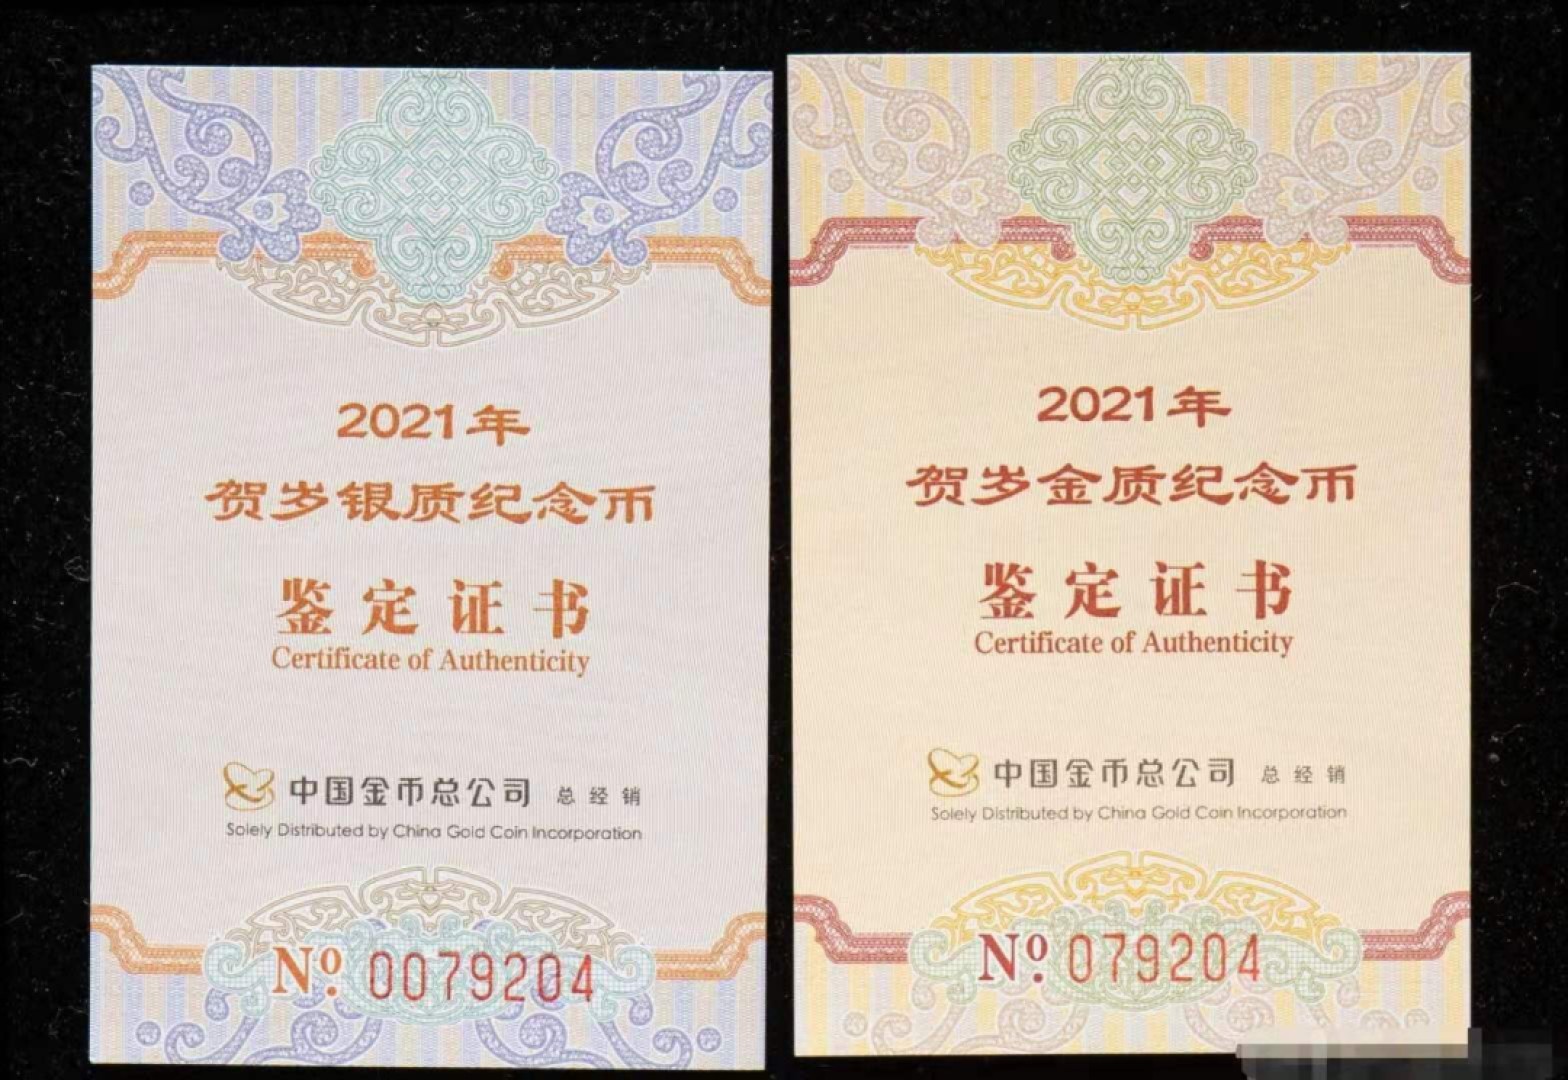 2021年
贺岁银质纪念币
鉴定证书
Certificate of Authenticity
中国金币总公司 总经销
Solely Distributed by China Gold Coin Incorporation
Nº. 0079204
2021年
贺岁金质纪念币
鉴定证书
Certificate of Authenticity
中国金币总公司 总经销
Solely Distributed by China Gold Coin Incorporation
Nº. 079204